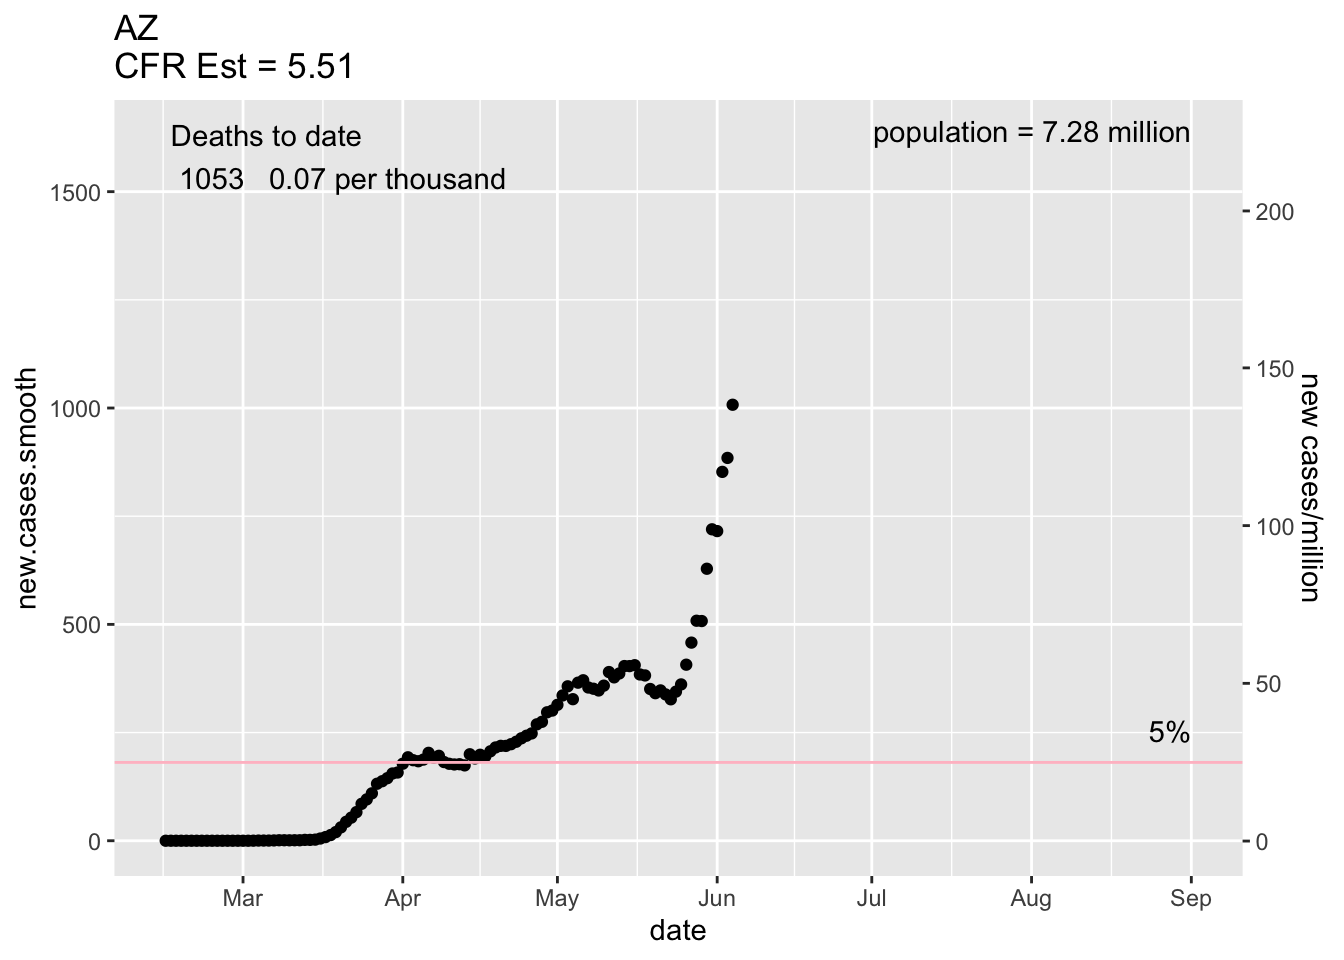 AZ
CFR Est = 5.51
Deaths to date
1053 0.07 per thousand
population = 7.28 million
new.cases.smooth
1500
1000
500
0
200
150
100
50
0
new cases/million
5%
Mar Apr May Jun Jul Aug Sep
date